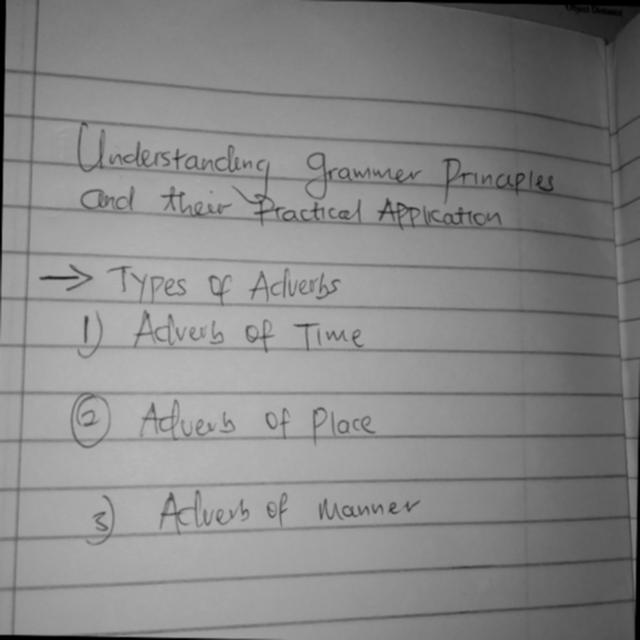 Understanding grammer Principles
and their Practical Application
→ Types of Adverbs
1) Adverb of Time
② Adverb of Place
3) Adverb of Manner